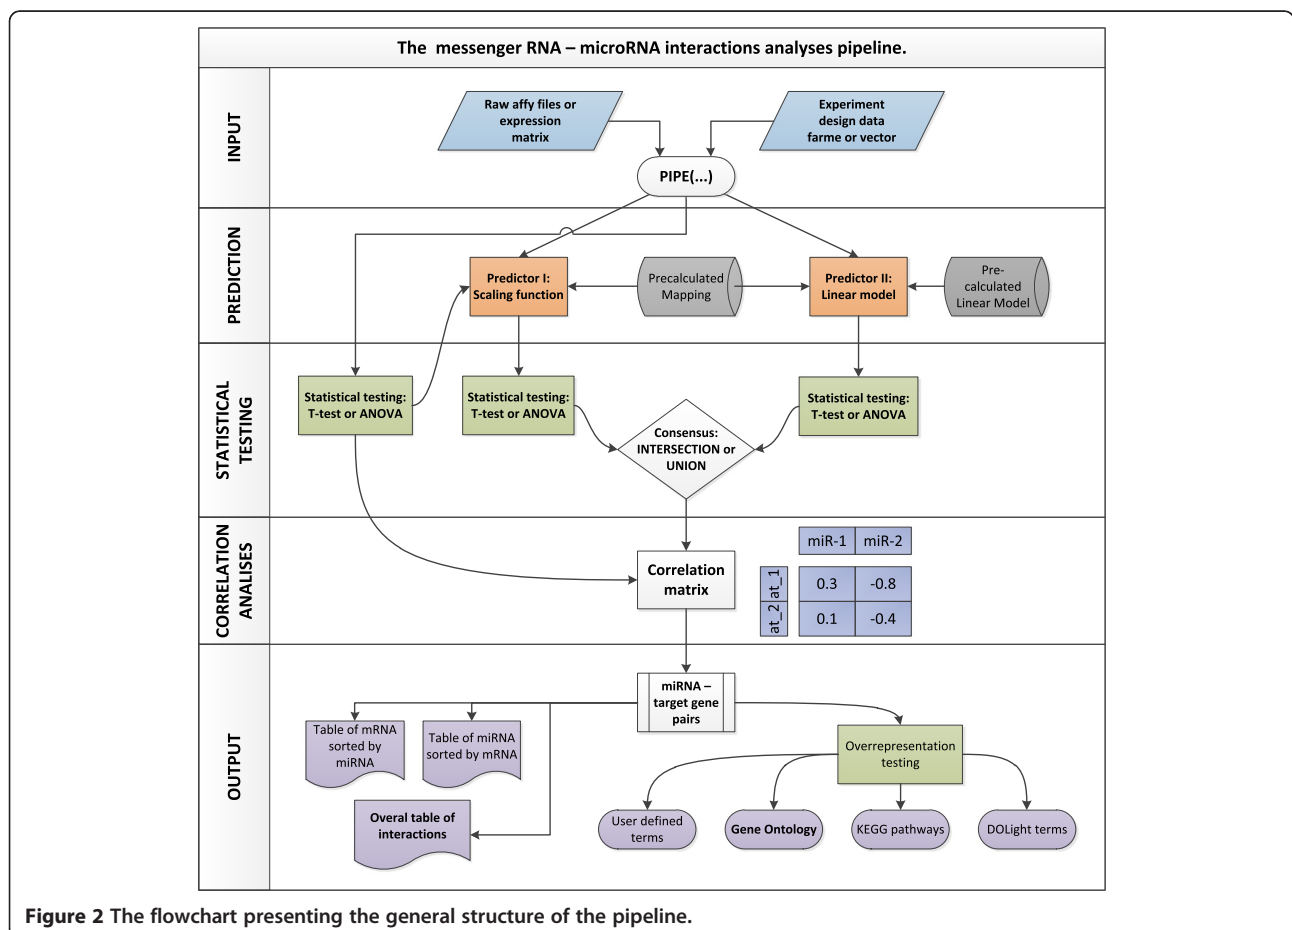 The messenger RNA – microRNA interactions analyses pipeline.
INPUT
Raw affy files or
expression
matrix
Experiment
design data
farme or vector
PIPE(...)
PREDICTION
Predictor I:
Scaling function
Precalculated
Mapping
Predictor II:
Linear model
Pre-
calculated
Linear Model
STATISTICAL
TESTING
Statistical testing:
T-test or ANOVA
Statistical testing:
T-test or ANOVA
Statistical testing:
T-test or ANOVA
Consensus:
INTERSECTION or
UNION
CORRELATION
ANALISES
Correlation
matrix
miR-1 miR-2
at_1 0.3 -0.8
at_2 0.1 -0.4
OUTPUT
miRNA –
target gene
pairs
Table of mRNA
sorted by
miRNA
Table of miRNA
sorted by mRNA
Overal table of
interactions
Overrepresentation
testing
User defined
terms
Gene Ontology
KEGG pathways
DOLight terms
Figure 2 The flowchart presenting the general structure of the pipeline.